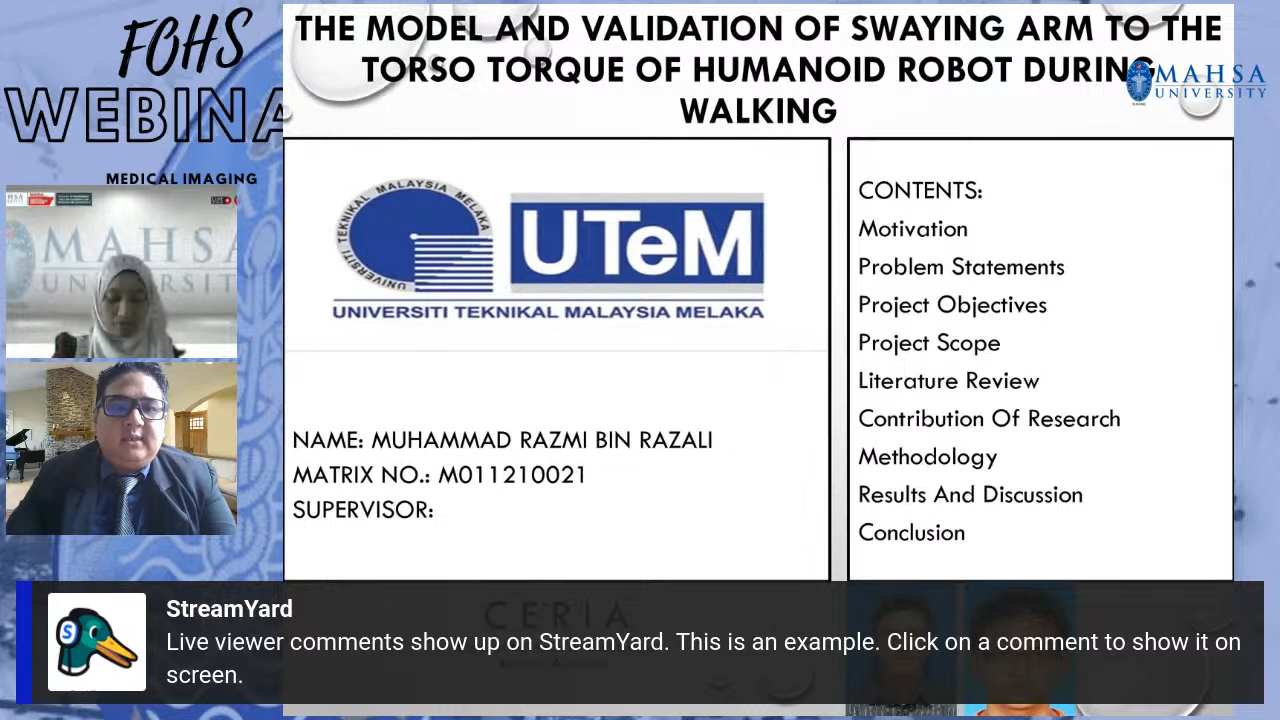 FOHS
WEBINA
MEDICAL IMAGING
THE MODEL AND VALIDATION OF SWAYING ARM TO THE
TORSO TORQUE OF HUMANOID ROBOT DURING
WALKING
MAHSA
UNIVERSITY
UNIVERSITI TEKNIKAL MALAYSIA MELAKA
UTeM
UNIVERSITI TEKNIKAL MALAYSIA MELAKA
NAME: MUHAMMAD RAZMI BIN RAZALI
MATRIX NO.: M011210021
SUPERVISOR:
CONTENTS:
Motivation
Problem Statements
Project Objectives
Project Scope
Literature Review
Contribution Of Research
Methodology
Results And Discussion
Conclusion
MAHSA
UN
CERIA
S
StreamYard
Live viewer comments show up on StreamYard. This is an example. Click on a comment to show it on
screen.